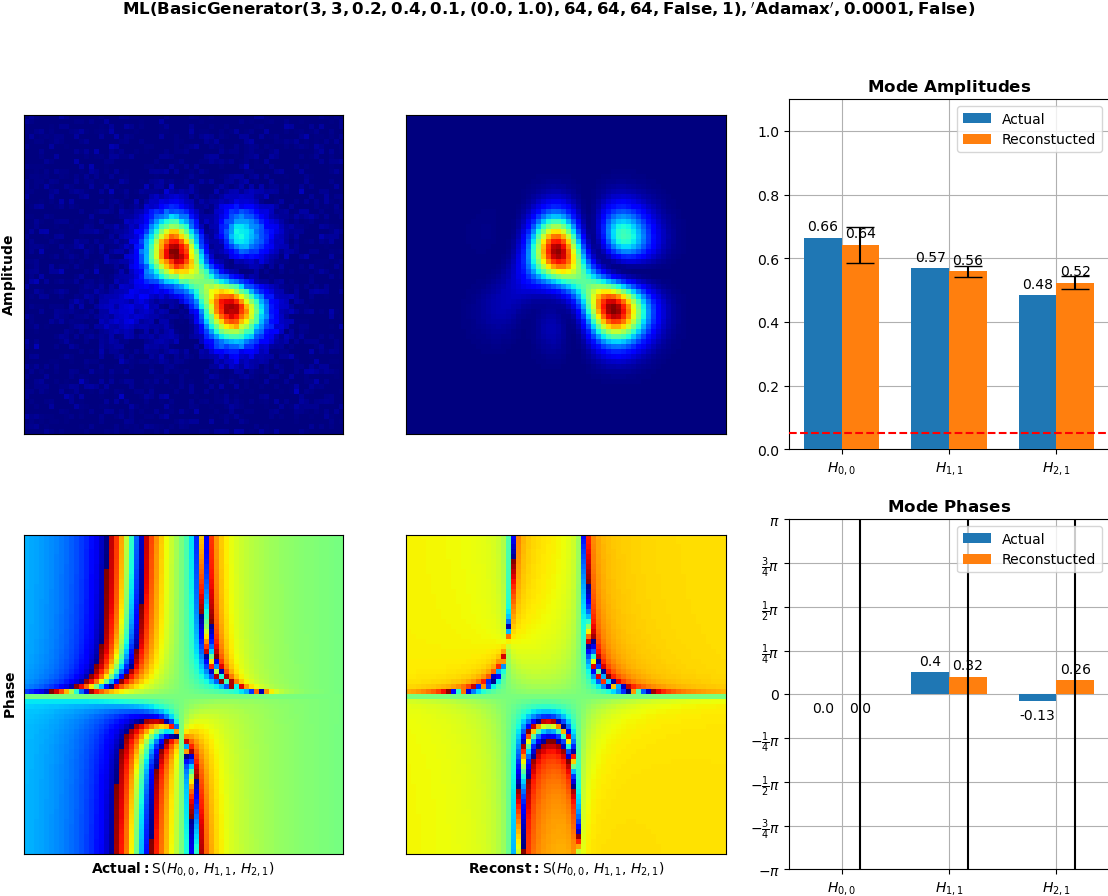 ML(BasicGenerator(3, 3, 0.2, 0.4, 0.1, (0.0, 1.0), 64, 64, 64, False, 1), 'Adamax', 0.0001, False)
Amplitude
Mode Amplitudes
Actual
Reconstucted
1.0
0.8
0.6
0.4
0.2
0.0
0.66
0.64
0.57
0.56
0.48
0.52
H0,0
H1,1
H2,1
Phase
Actual: S(H0,0, H1,1, H2,1)
Reconst: S(H0,0, H1,1, H2,1)
Mode Phases
Actual
Reconstucted
π
3/4π
1/2π
1/4π
0
−1/4π
−1/2π
−3/4π
−π
0.0
0.0
0.4
0.32
-0.13
0.26
H0,0
H1,1
H2,1